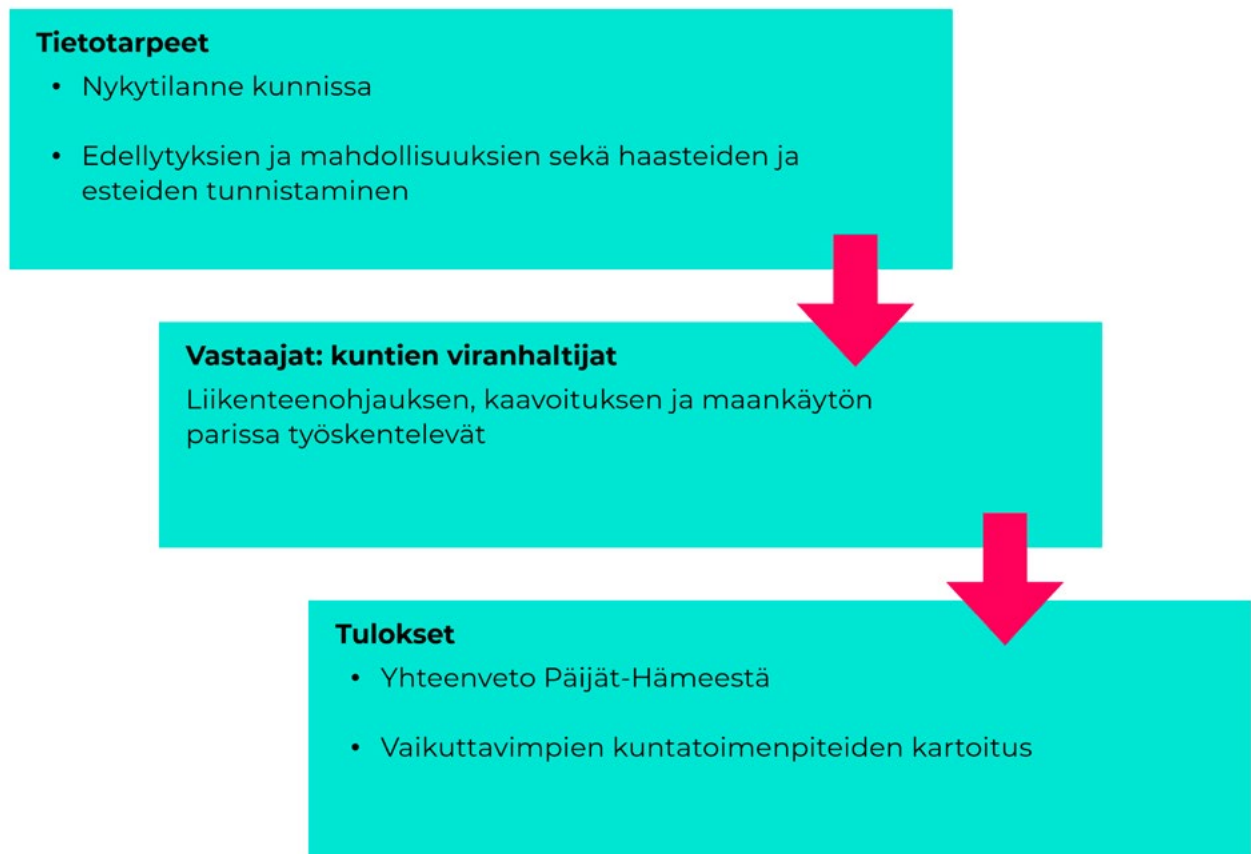 Tietotarpeet
• Nykytilanne kunnissa
• Edellytyksien ja mahdollisuuksien sekä haasteiden ja
esteiden tunnistaminen
Vastaajat: kuntien viranhaltijat
Liikenteenohjauksen, kaavoituksen ja maankäytön
parissa työskentelevät
Tulokset
• Yhteenveto Päijät-Hämeestä
• Vaikuttavimpien kuntatoimenpiteiden kartoitus